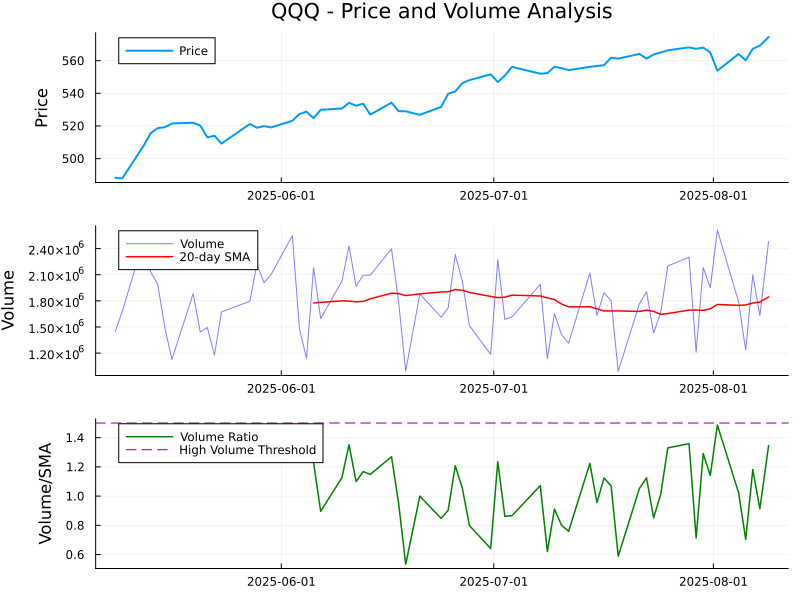 QQQ - Price and Volume Analysis
Price
Price
560
540
520
500
2025-06-01
2025-07-01
2025-08-01
Volume
Volume
20-day SMA
2.40×10⁶
2.10×10⁶
1.80×10⁶
1.50×10⁶
1.20×10⁶
2025-06-01
2025-07-01
2025-08-01
Volume/SMA
Volume Ratio
High Volume Threshold
1.4
1.2
1.0
0.8
0.6
2025-06-01
2025-07-01
2025-08-01